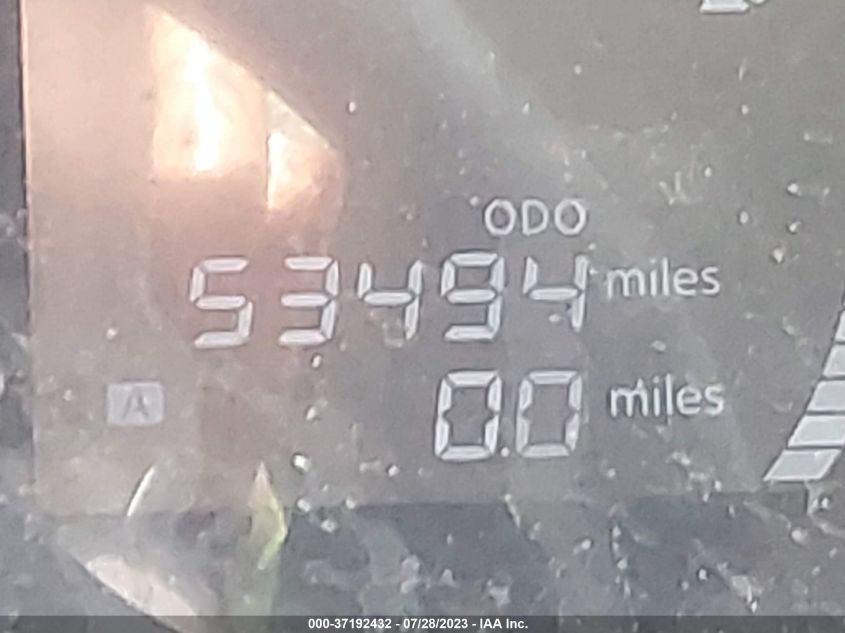 ODO
53494 miles
A
0.0 miles
000-37192432 - 07/28/2023 - IAA Inc.